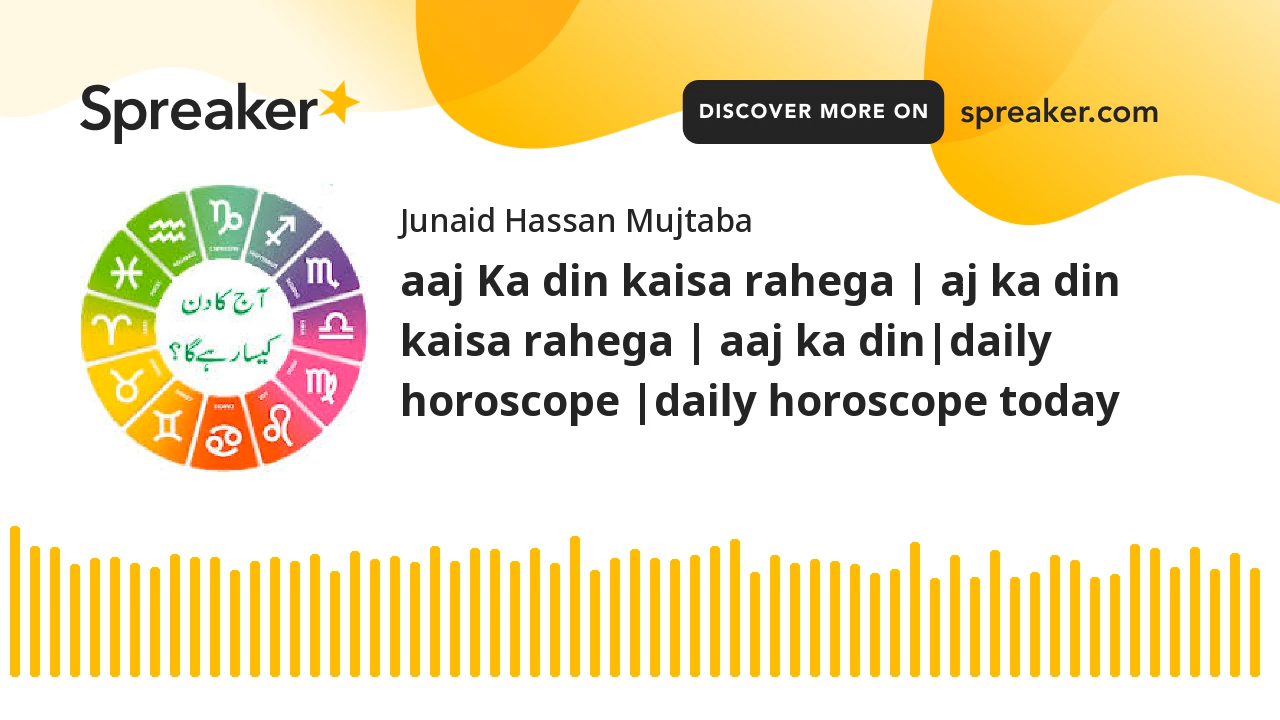 Spreaker
DISCOVER MORE ON
spreaker.com
Junaid Hassan Mujtaba
aaj Ka din kaisa rahega | aj ka din
kaisa rahega | aaj ka din|daily
horoscope |daily horoscope today
آج کا دن
کیسا رہے گا؟